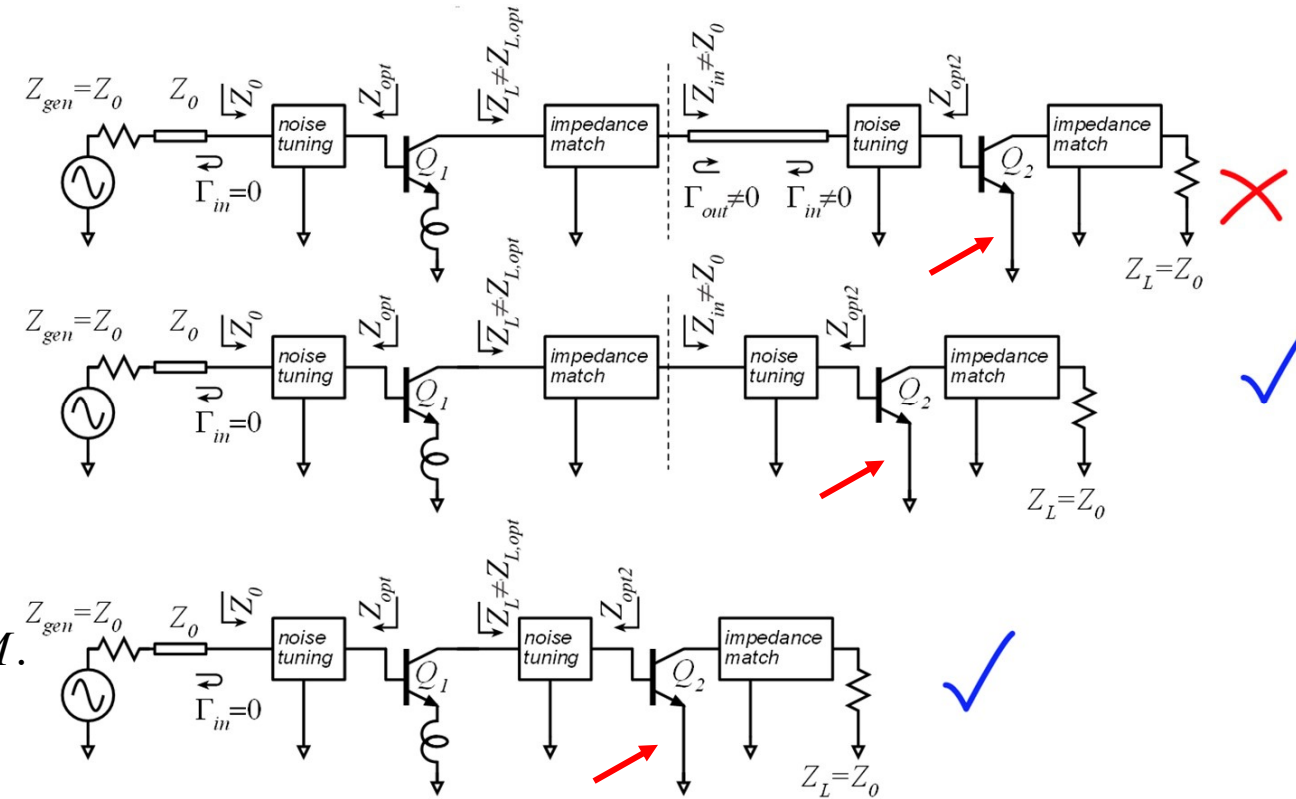 Z_gen=Z_0
Z_0
Z_0
noise tuning
Γ_in=0
Z_opt
Q_1
Z_L≠Z_L,opt
impedance match
Z_in≠Z_0
Γ_out≠0
Γ_in≠0
noise tuning
Z_opt2
Q_2
impedance match
Z_L=Z_0
Z_gen=Z_0
Z_0
Z_0
noise tuning
Γ_in=0
Z_opt
Q_1
Z_L≠Z_L,opt
impedance match
Z_in≠Z_0
noise tuning
Z_opt2
Q_2
impedance match
Z_L=Z_0
M.
Z_gen=Z_0
Z_0
Z_0
noise tuning
Γ_in=0
Z_opt
Q_1
Z_L≠Z_L,opt
noise tuning
Z_opt2
Q_2
impedance match
Z_L=Z_0